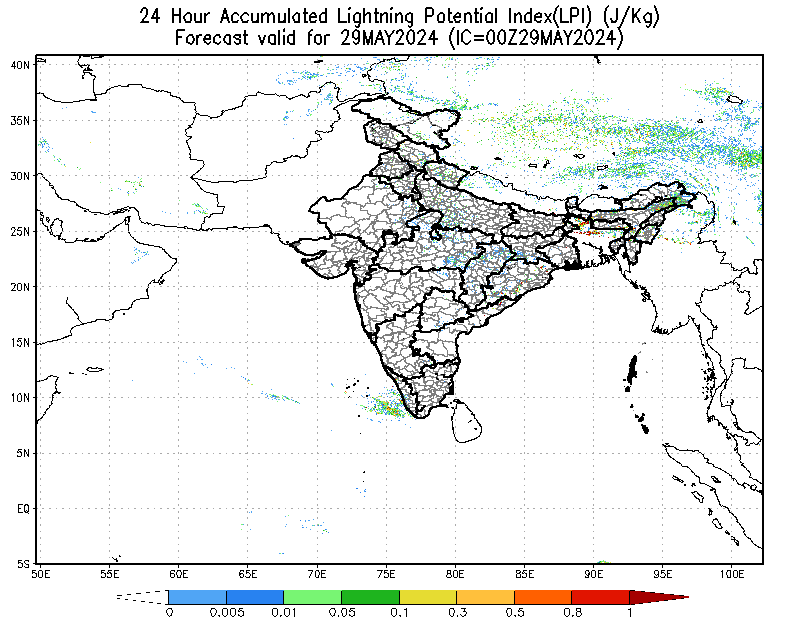 24 Hour Accumulated Lightning Potential Index(LPI) (J/Kg)
Forecast valid for 29MAY2024 (IC=00Z29MAY2024)
40N
35N
30N
25N
20N
15N
10N
5N
EQ
5S
50E 55E 60E 65E 70E 75E 80E 85E 90E 95E 100E
0 0.005 0.01 0.05 0.1 0.3 0.5 0.8 1